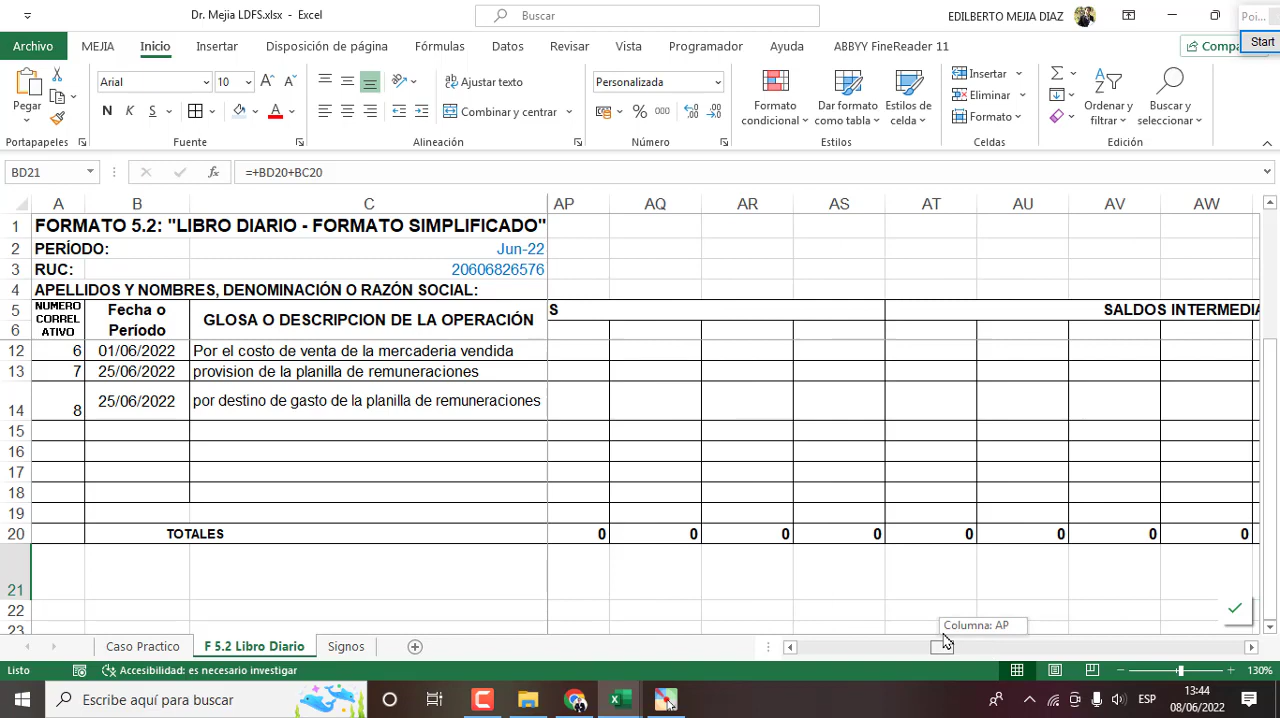 Dr. Mejia LDFS.xlsx - Excel
Buscar
EDILBERTO MEJIA DIAZ
Poi...
Archivo MEJIA Inicio Insertar Disposición de página Fórmulas Datos Revisar Vista Programador Ayuda ABBYY FineReader 11
Compa
Start
Pegar
Arial 10
N K S
Ajustar texto
Combinar y centrar
Personalizada
% 000
Formato condicional
Dar formato como tabla
Estilos de celda
Insertar
Eliminar
Formato
Ordenar y filtrar
Buscar y seleccionar
Portapapeles Fuente Alineación Número Estilos Celdas Edición
BD21 fx =+BD20+BC20
A B C AP AQ AR AS AT AU AV AW
1 FORMATO 5.2: "LIBRO DIARIO - FORMATO SIMPLIFICADO"
2 PERÍODO: Jun-22
3 RUC: 20606826576
4 APELLIDOS Y NOMBRES, DENOMINACIÓN O RAZÓN SOCIAL:
5 NUMERO CORREL Fecha o S SALDOS INTERMEDIA
GLOSA O DESCRIPCION DE LA OPERACIÓN
6 ATIVO Período
12 6 01/06/2022 Por el costo de venta de la mercaderia vendida
13 7 25/06/2022 provision de la planilla de remuneraciones
14 8 25/06/2022 por destino de gasto de la planilla de remuneraciones
15
16
17
18
19
20 TOTALES 0 0 0 0 0 0 0 0
21
22
23
Columna: AP
Caso Practico F 5.2 Libro Diario Signos
Listo Accesibilidad: es necesario investigar 130%
Escribe aquí para buscar
ESP
13:44
08/06/2022